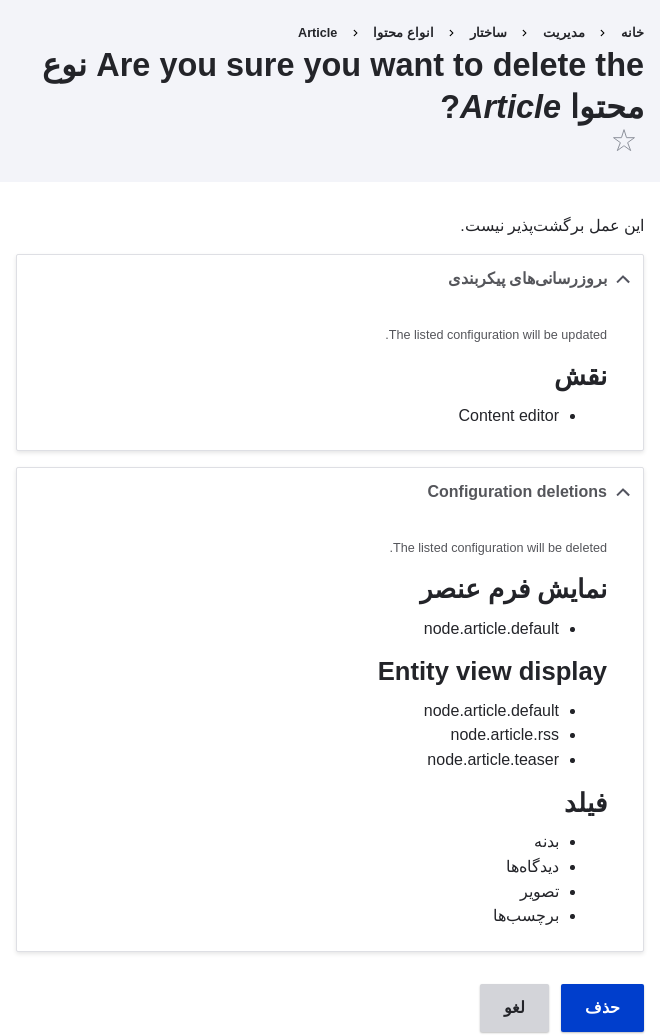 خانه › مدیریت › ساختار › انواع محتوا › Article
Are you sure you want to delete the نوع
محتوا Article?
این عمل برگشت‌پذیر نیست.
بروزرسانی‌های پیکربندی
The listed configuration will be updated.
نقش
Content editor
Configuration deletions
The listed configuration will be deleted.
نمایش فرم عنصر
node.article.default
Entity view display
node.article.default
node.article.rss
node.article.teaser
فیلد
بدنه
دیدگاه‌ها
تصویر
برچسب‌ها
حذف لغو